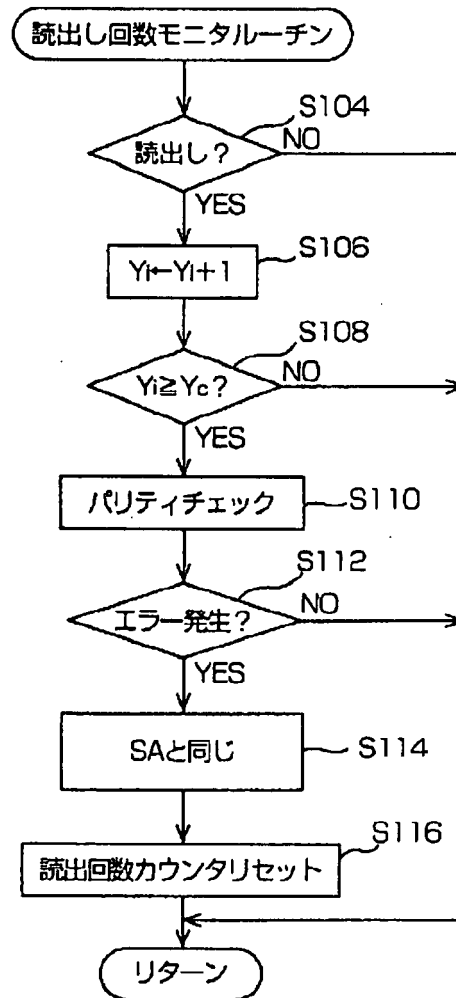 読出し回数モニタルーチン
S104
読出し?
NO
YES
Yi←Yi+1
S106
S108
Yi≧Yc?
NO
YES
パリティチェック
S110
S112
エラー発生?
NO
YES
SAと同じ
S114
S116
読出回数カウンタリセット
リターン